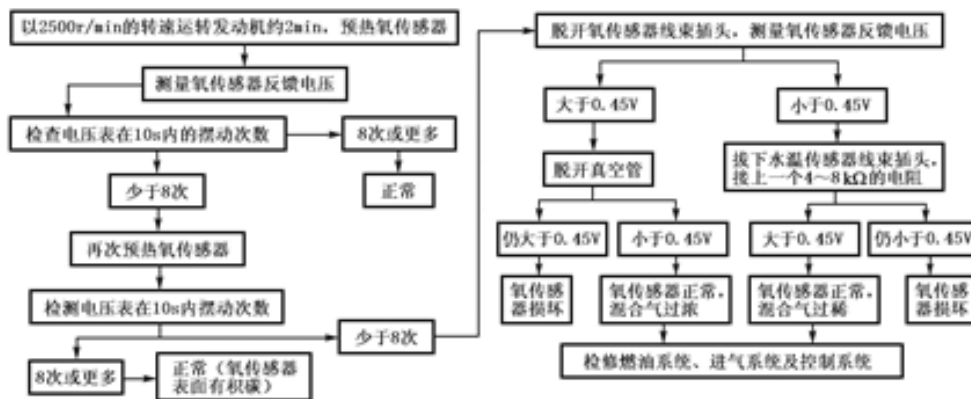 以2500r/min的转速运转发动机约2min，预热氧传感器
测量氧传感器反馈电压
检查电压表在10s内的摆动次数
8次或更多
少于8次
正常
再次预热氧传感器
检测电压表在10s内摆动次数
少于8次
8次或更多
正常（氧传感器
表面有积碳）
脱开氧传感器线束插头，测量氧传感器反馈电压
大于0.45V
小于0.45V
脱开真空管
拔下水温传感器线束插头，
接上一个4～8kΩ的电阻
仍大于0.45V
小于0.45V
大于0.45V
仍小于0.45V
氧传感
器损坏
氧传感器正常，
混合气过浓
氧传感器正常，
混合气过稀
氧传感
器损坏
检修燃油系统、进气系统及控制系统